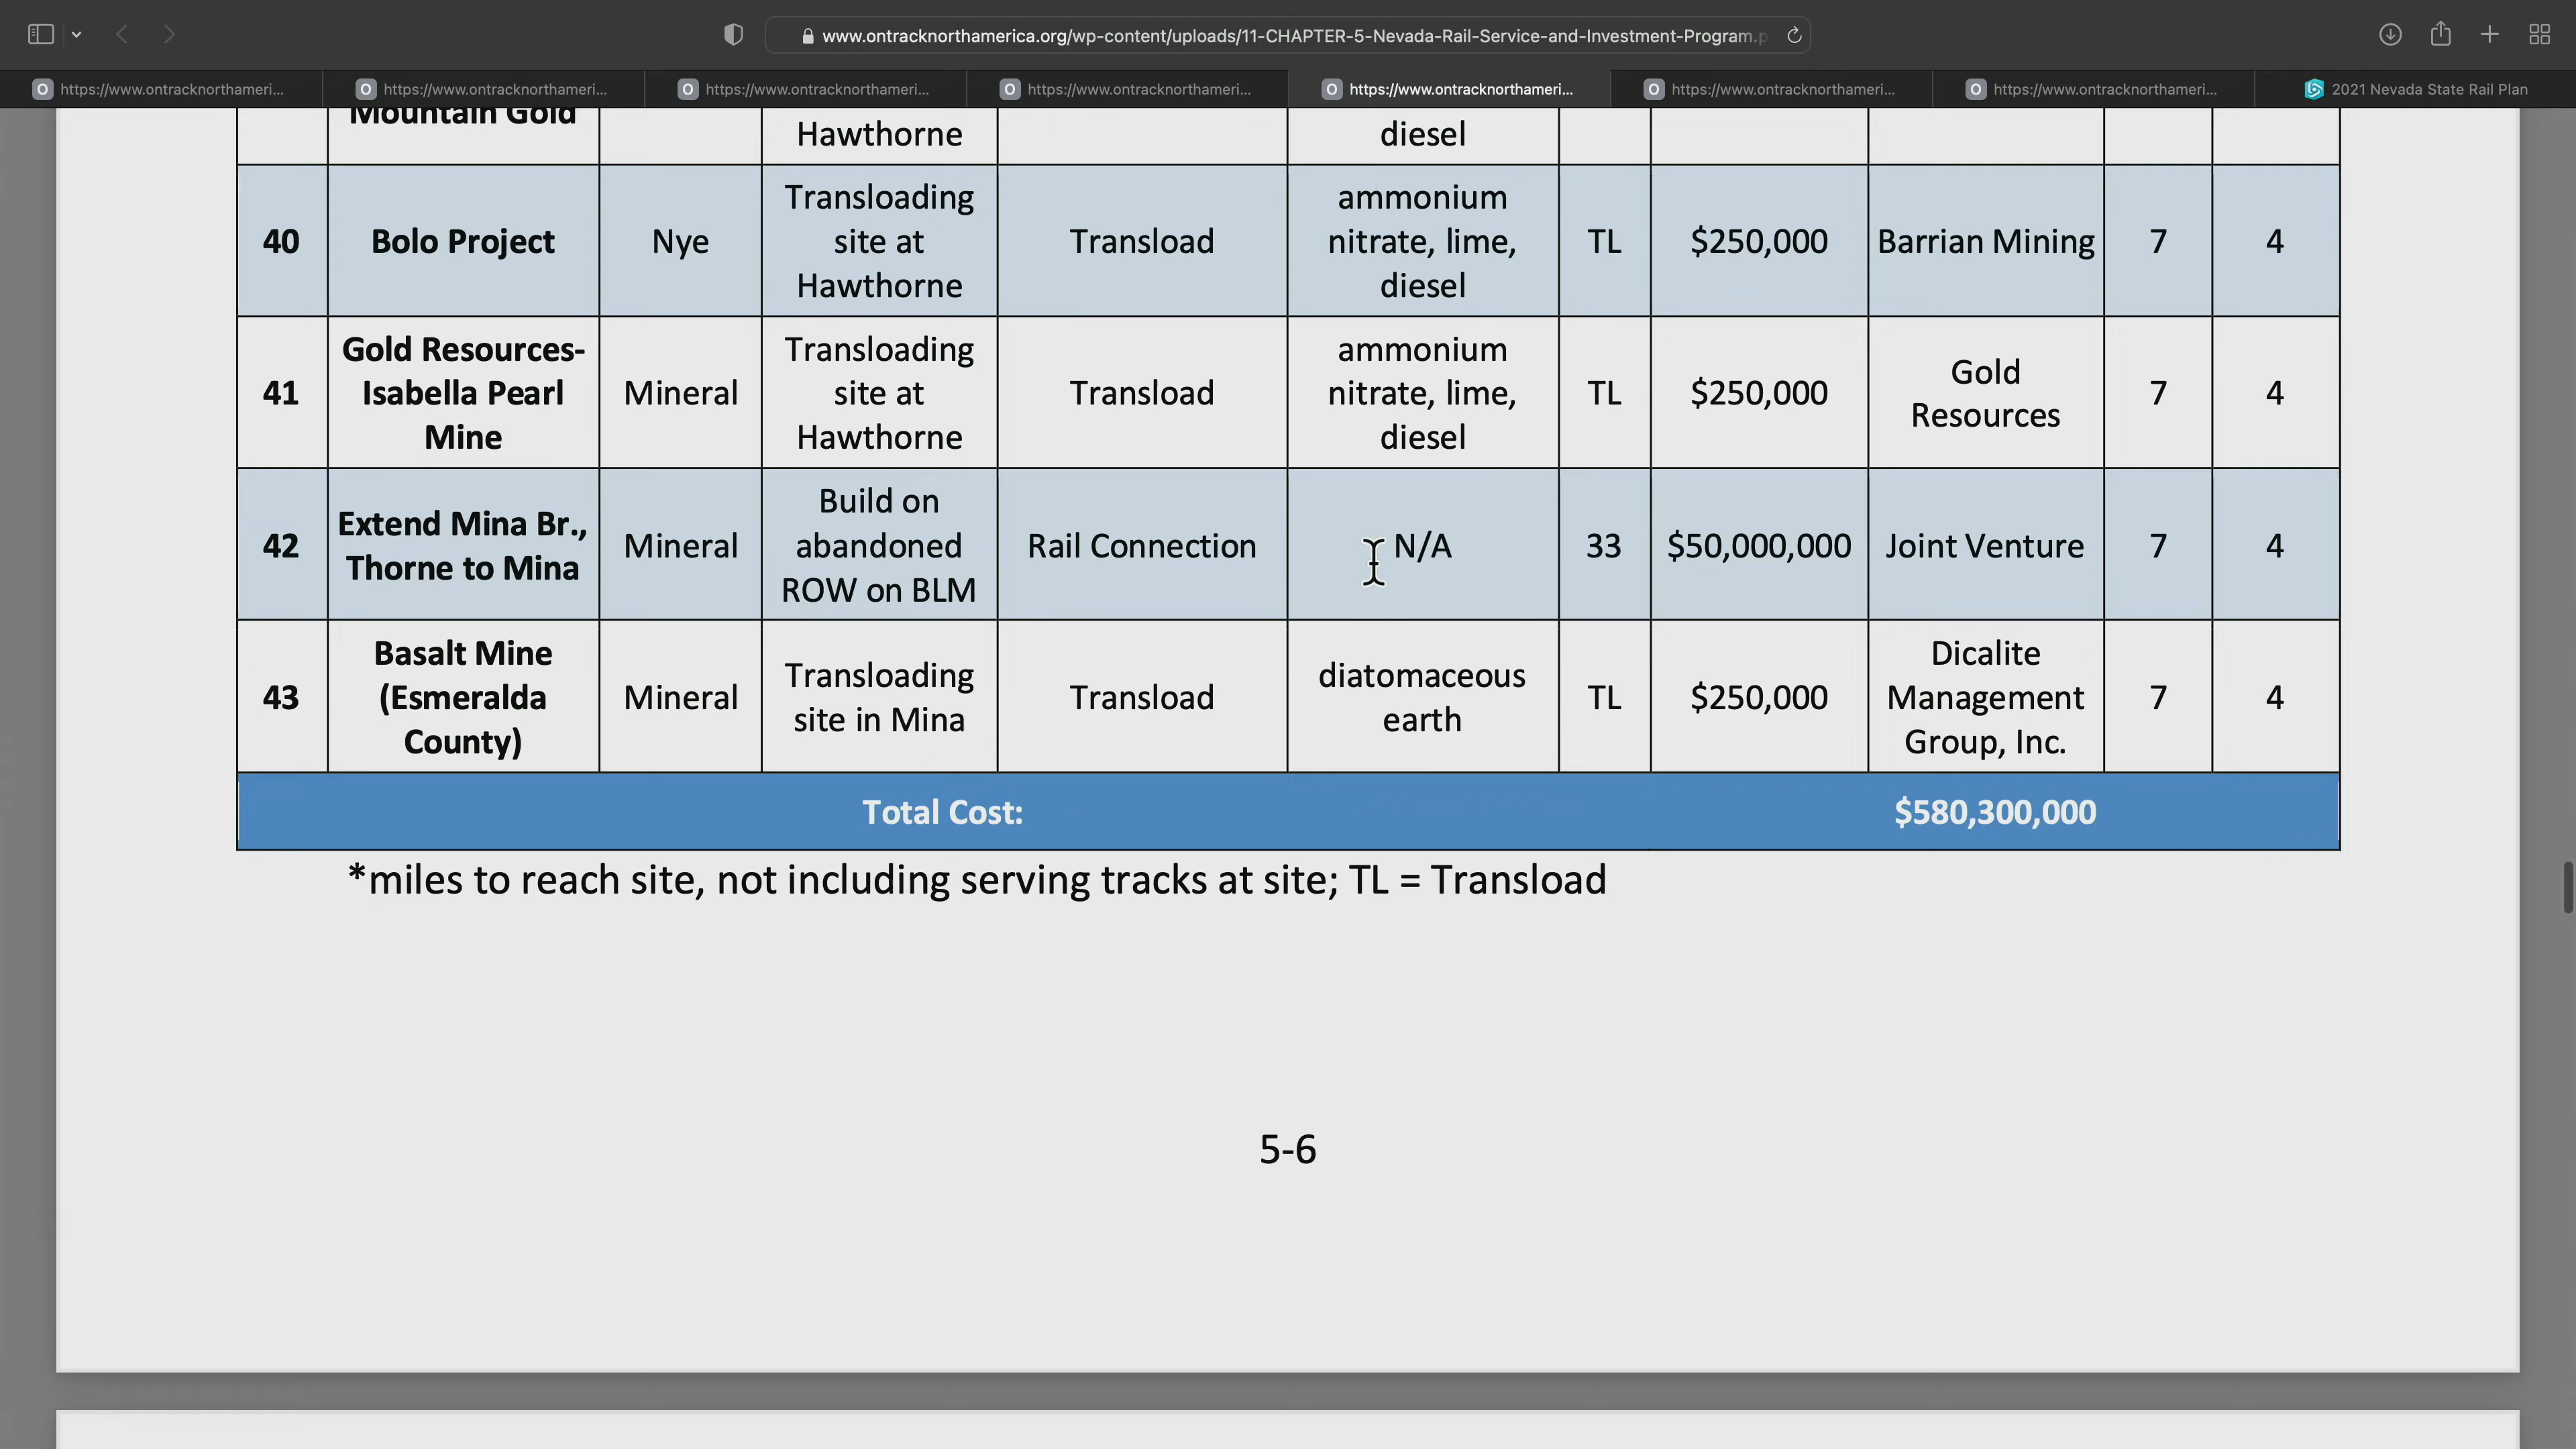 www.ontracknorthamerica.org/wp-content/uploads/11-CHAPTER-5-Nevada-Rail-Service-and-Investment-Program.p
https://www.ontracknorthameri...
https://www.ontracknorthameri...
https://www.ontracknorthameri...
https://www.ontracknorthameri...
https://www.ontracknorthameri...
https://www.ontracknorthameri...
https://www.ontracknorthameri...
2021 Nevada State Rail Plan
Mountain Gold
Hawthorne
diesel
40
Bolo Project
Nye
Transloading
site at
Hawthorne
Transload
ammonium
nitrate, lime,
diesel
TL
$250,000
Barrian Mining
7
4
41
Gold Resources-
Isabella Pearl
Mine
Mineral
Transloading
site at
Hawthorne
Transload
ammonium
nitrate, lime,
diesel
TL
$250,000
Gold
Resources
7
4
42
Extend Mina Br.,
Thorne to Mina
Mineral
Build on
abandoned
ROW on BLM
Rail Connection
N/A
33
$50,000,000
Joint Venture
7
4
43
Basalt Mine
(Esmeralda
County)
Mineral
Transloading
site in Mina
Transload
diatomaceous
earth
TL
$250,000
Dicalite
Management
Group, Inc.
7
4
Total Cost:
$580,300,000
*miles to reach site, not including serving tracks at site; TL = Transload
5-6